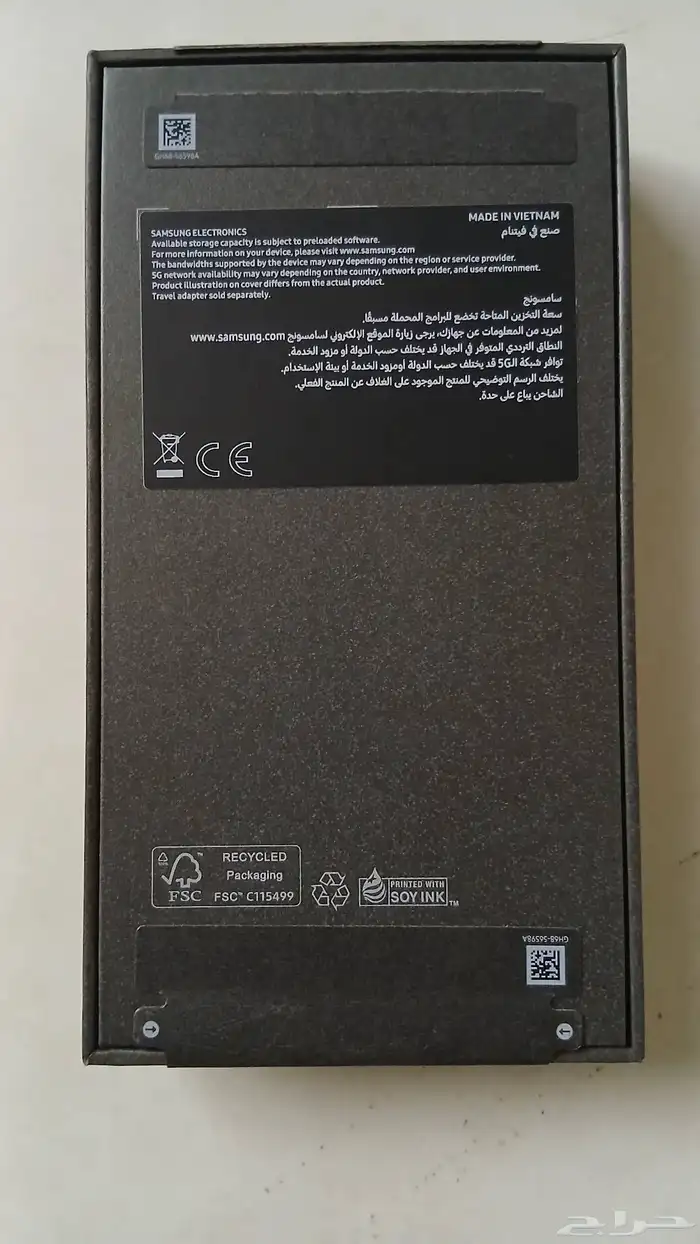 GH68-56598A
MADE IN VIETNAM
صنع في فيتنام
SAMSUNG ELECTRONICS
Available storage capacity is subject to preloaded software.
For more information on your device, please visit www.samsung.com
The bandwidths supported by the device may vary depending on the region or service provider.
5G network availability may vary depending on the country, network provider, and user environment.
Product illustration on cover differs from the actual product.
Travel adapter sold separately.
سامسونج
سعة التخزين المتاحة تخضع للبرامج المحملة مسبقًا.
لمزيد من المعلومات عن جهازك، يرجى زيارة الموقع الإلكتروني لسامسونج www.samsung.com
النطاق الترددي المتوفر في الجهاز قد يختلف حسب الدولة أو مزود الخدمة.
توافر شبكة الـ5G قد يختلف حسب الدولة أومزود الخدمة أو بيئة الإستخدام.
يختلف الرسم التوضيحي للمنتج الموجود على الغلاف عن المنتج الفعلي.
الشاحن يباع على حدة.
CE
RECYCLED
Packaging
FSC
FSC™ C115499
PRINTED WITH
SOY INK™
GH68-56598A
حراج